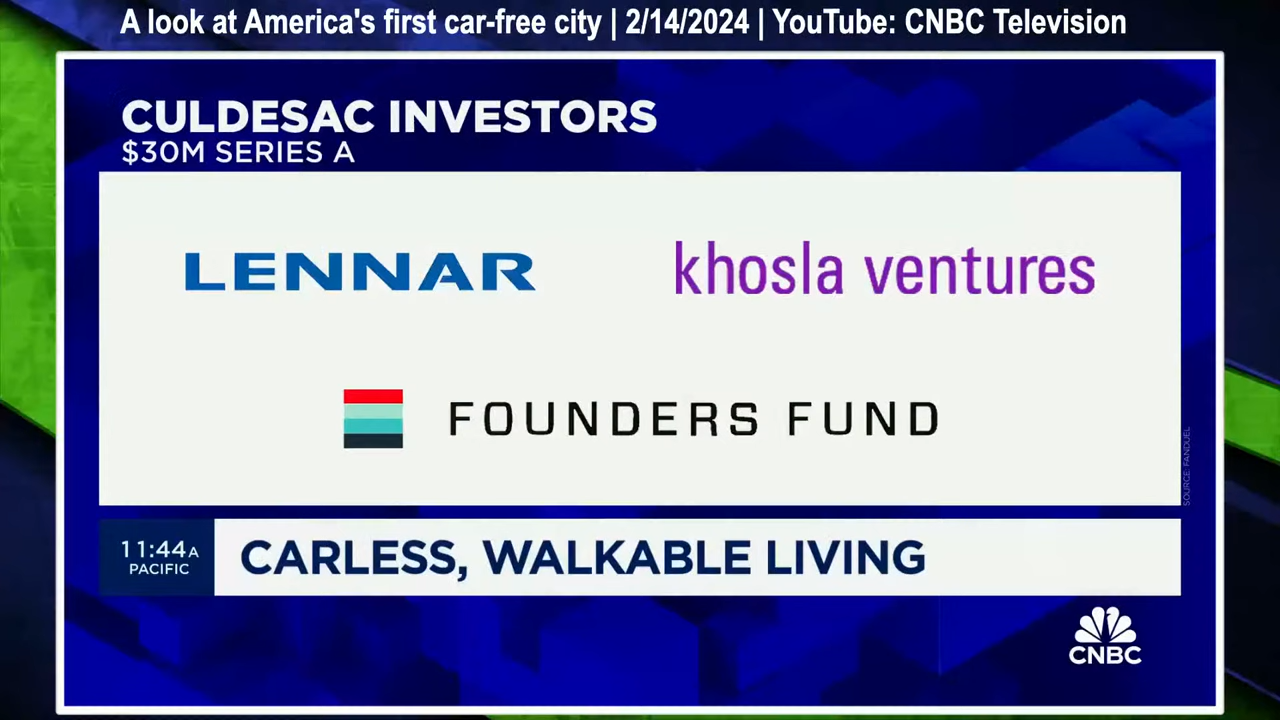 A look at America's first car-free city | 2/14/2024 | YouTube: CNBC Television
CULDESAC INVESTORS
$30M SERIES A
LENNAR
khosla ventures
FOUNDERS FUND
SOURCE: FANDUEL
11:44A
PACIFIC
CARLESS, WALKABLE LIVING
CNBC